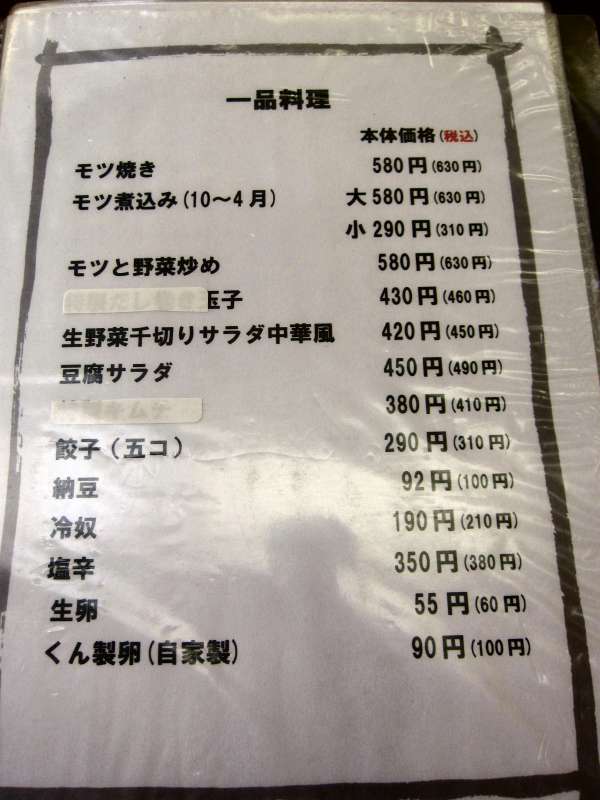 一品料理
本体価格(税込)
モツ焼き 580円(630円)
モツ煮込み(10～4月) 大580円(630円)
小290円(310円)
モツと野菜炒め 580円(630円)
玉子 430円(460円)
生野菜千切りサラダ中華風 420円(450円)
豆腐サラダ 450円(490円)
380円(410円)
餃子(五コ) 290円(310円)
納豆 92円(100円)
冷奴 190円(210円)
塩辛 350円(380円)
生卵 55円(60円)
くん製卵(自家製) 90円(100円)